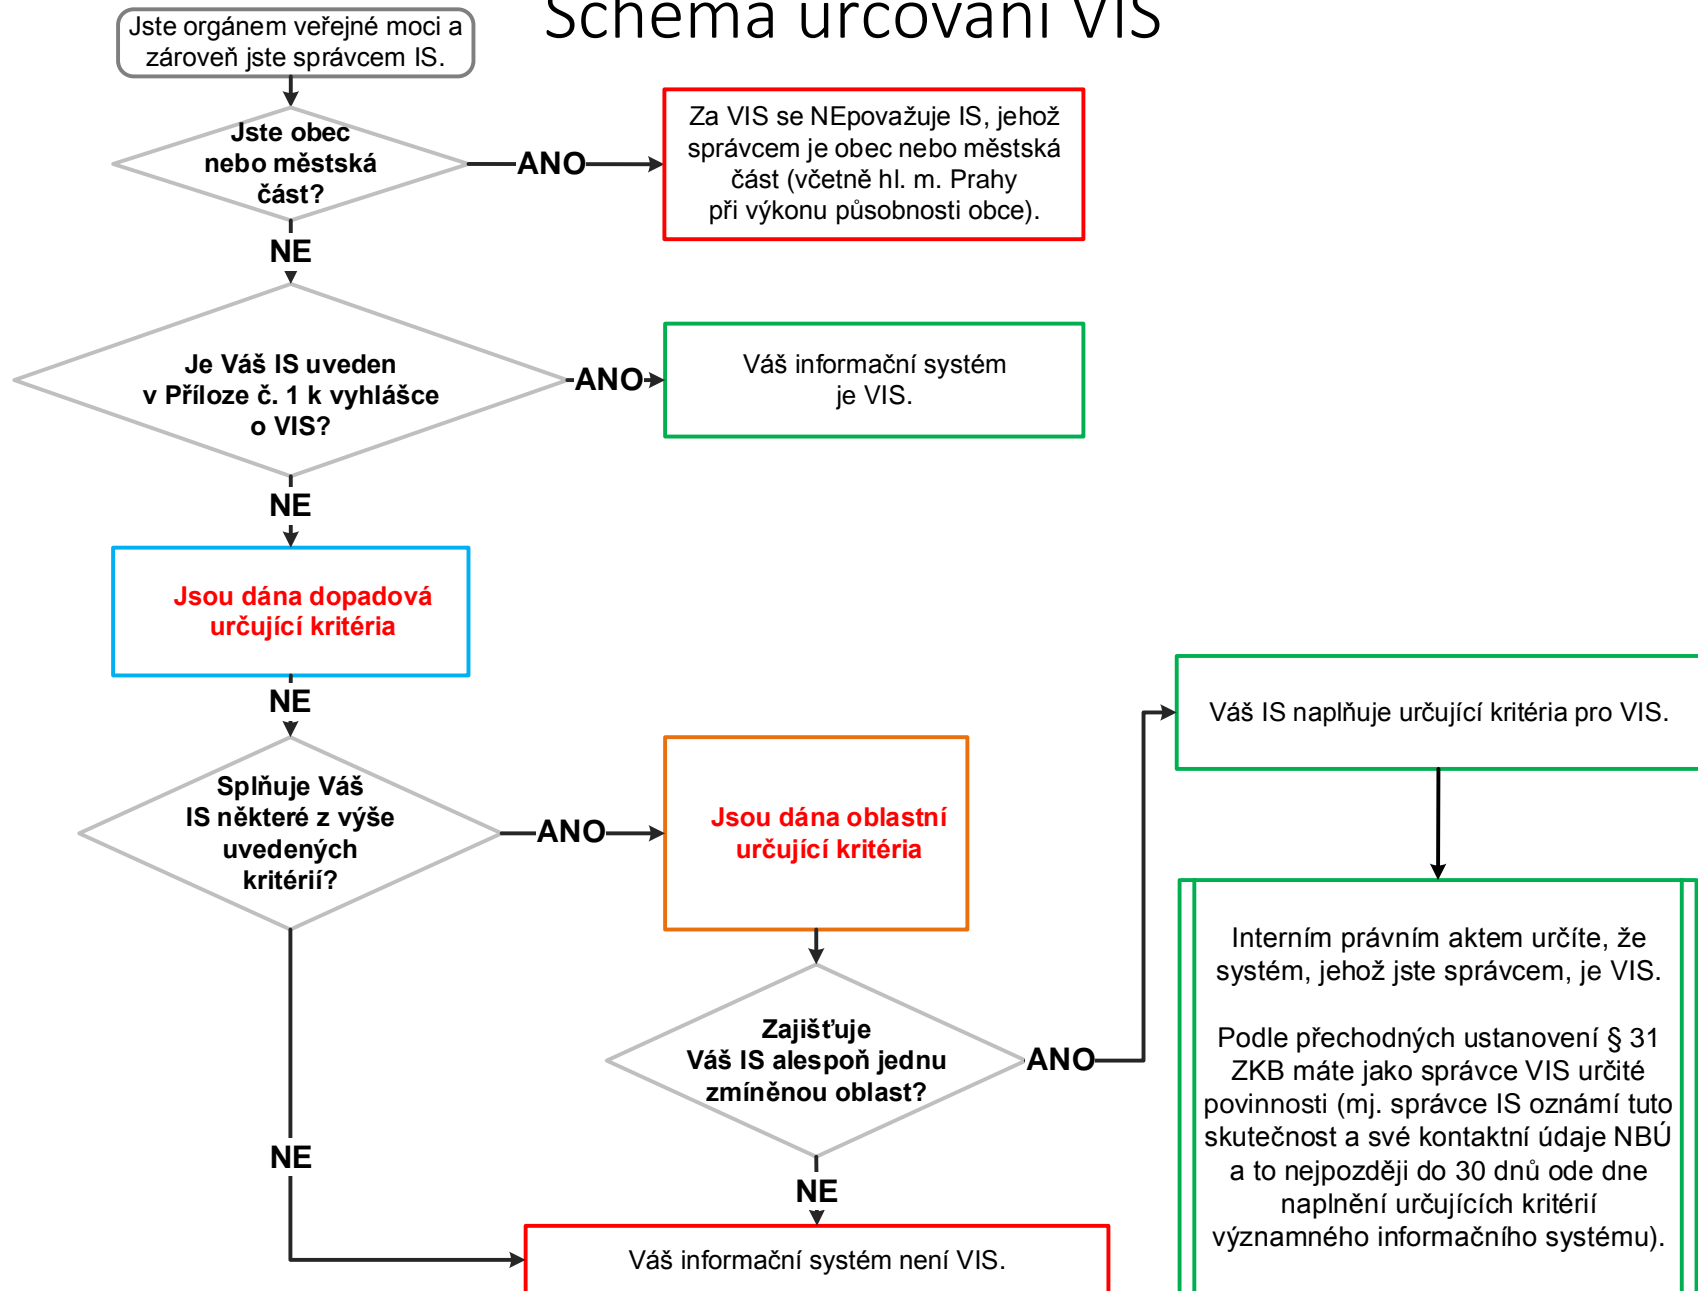 Schéma určování VIS
Jste orgánem veřejné moci a
zároveň jste správcem IS.
Jste obec
nebo městská
část?
ANO
Za VIS se NEpovažuje IS, jehož
správcem je obec nebo městská
část (včetně hl. m. Prahy
při výkonu působnosti obce).
NE
Je Váš IS uveden
v Příloze č. 1 k vyhlášce
o VIS?
ANO
Váš informační systém
je VIS.
NE
Jsou dána dopadová
určující kritéria
NE
Splňuje Váš
IS některé z výše
uvedených
kritérií?
ANO
Jsou dána oblastní
určující kritéria
Zajišťuje
Váš IS alespoň jednu
zmíněnou oblast?
ANO
Váš IS naplňuje určující kritéria pro VIS.
Interním právním aktem určíte, že
systém, jehož jste správcem, je VIS.
Podle přechodných ustanovení § 31
ZKB máte jako správce VIS určité
povinnosti (mj. správce IS oznámí tuto
skutečnost a své kontaktní údaje NBÚ
a to nejpozději do 30 dnů ode dne
naplnění určujících kritérií
významného informačního systému).
NE
NE
Váš informační systém není VIS.